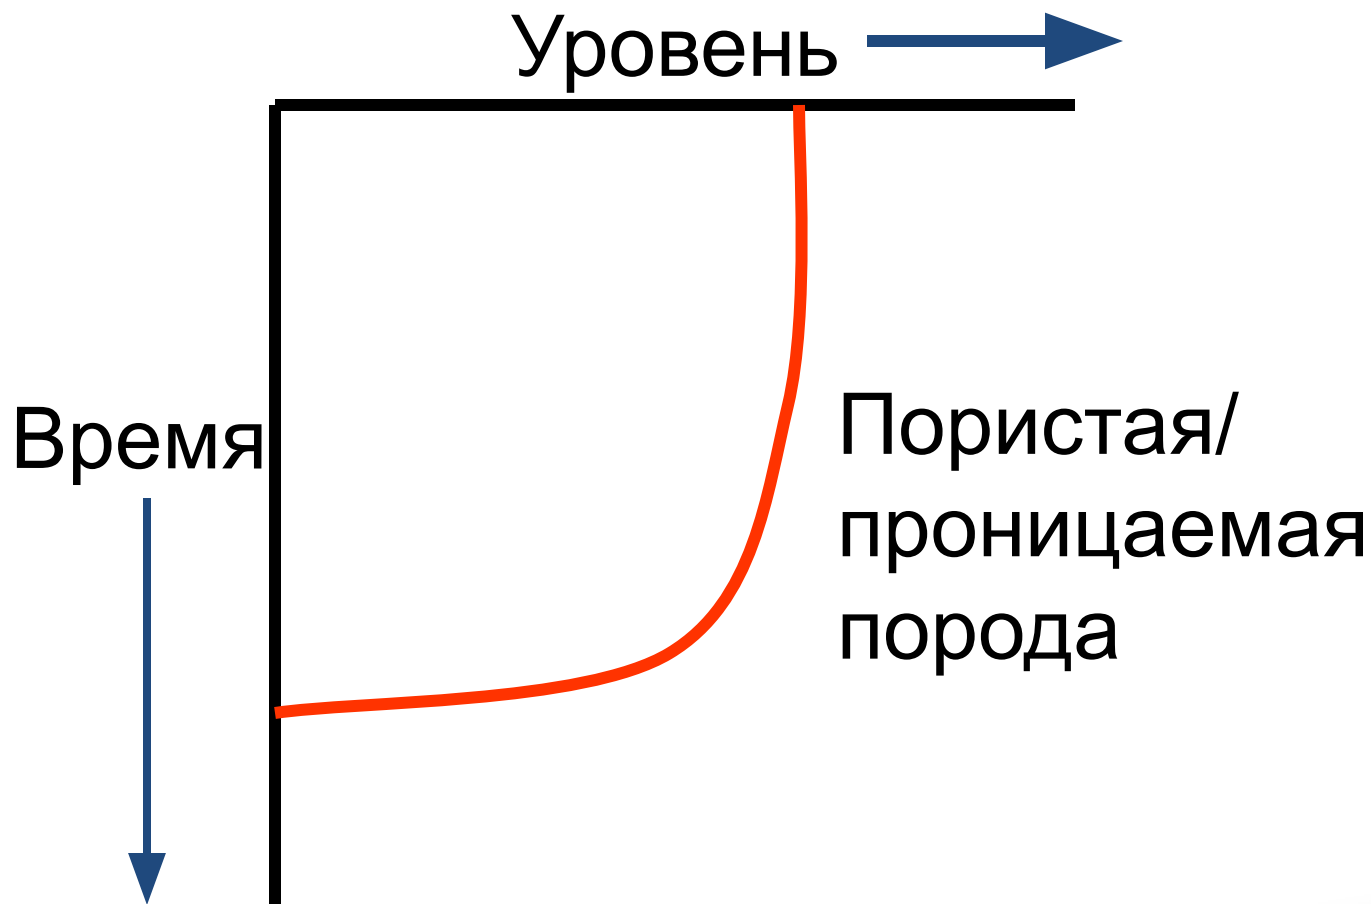 Уровень
Время
Пористая/
проницаемая
порода